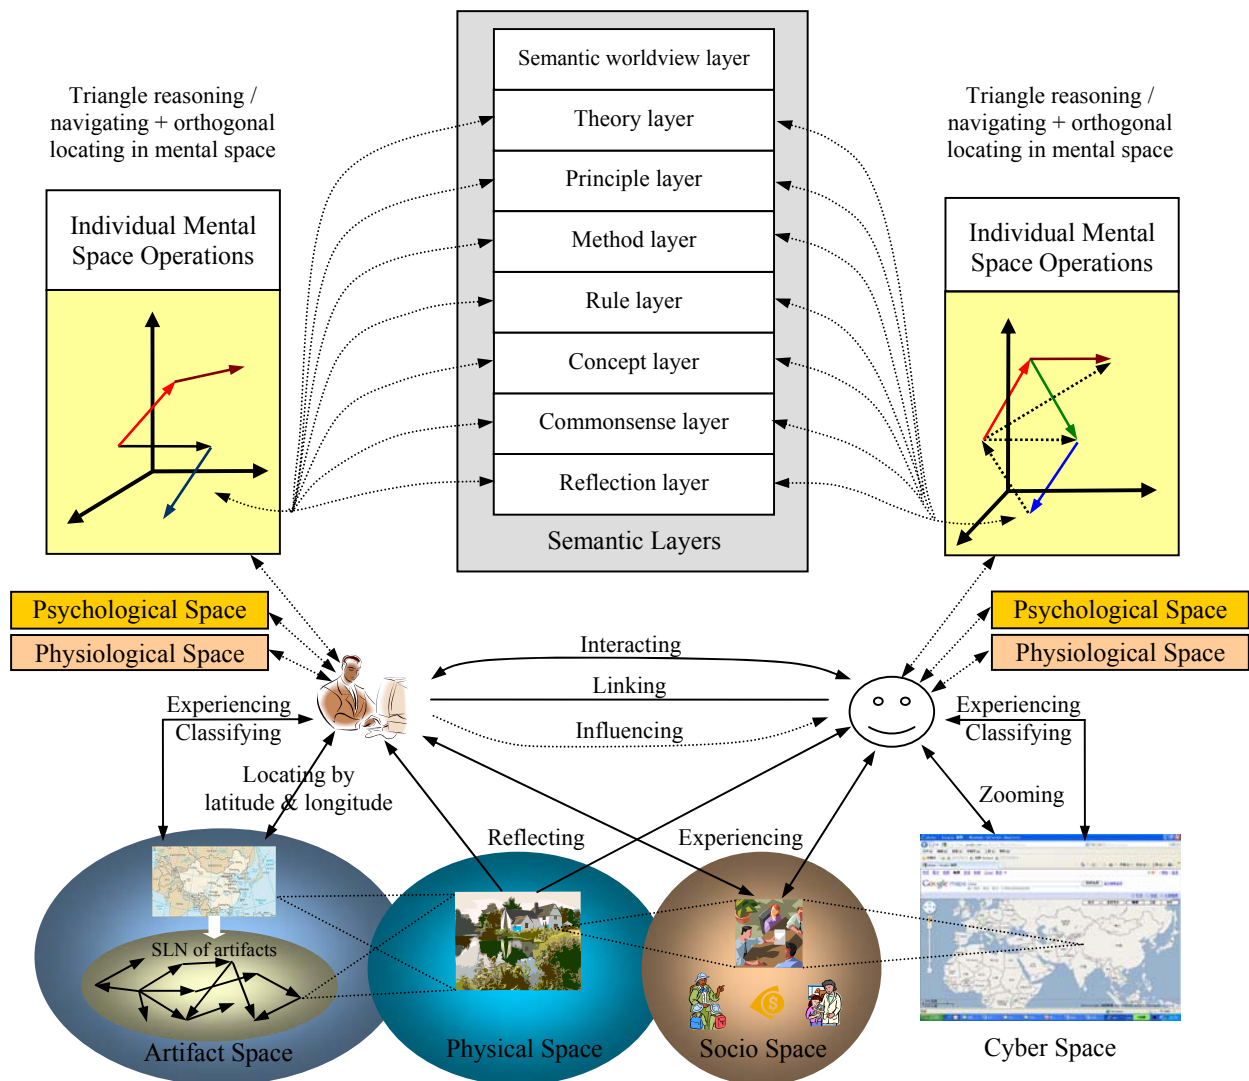 Semantic worldview layer
Theory layer
Principle layer
Method layer
Rule layer
Concept layer
Commonsense layer
Reflection layer
Semantic Layers
Triangle reasoning /
navigating + orthogonal
locating in mental space
Individual Mental
Space Operations
Triangle reasoning /
navigating + orthogonal
locating in mental space
Individual Mental
Space Operations
Psychological Space
Physiological Space
Psychological Space
Physiological Space
Interacting
Linking
Influencing
Experiencing
Classifying
Locating by
latitude & longitude
Experiencing
Classifying
Zooming
Reflecting
Experiencing
SLN of artifacts
Artifact Space
Physical Space
$
Socio Space
Google maps
Cyber Space